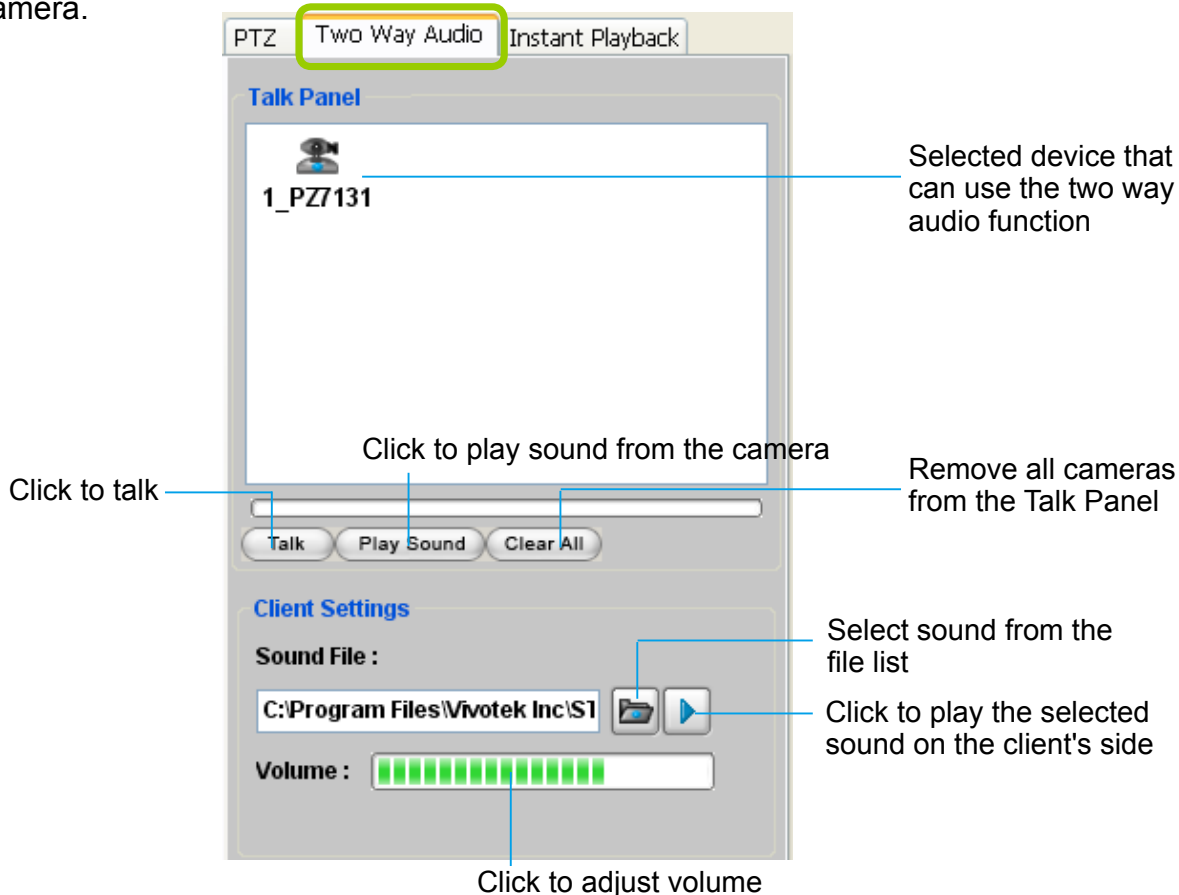 amera.
PTZ Two Way Audio Instant Playback
Talk Panel
1_PZ7131
Selected device that
can use the two way
audio function
Click to play sound from the camera
Click to talk
Remove all cameras
from the Talk Panel
Talk Play Sound Clear All
Client Settings
Sound File :
Select sound from the
file list
C:\Program Files\Vivotek Inc\ST
Click to play the selected
sound on the client's side
Volume :
Click to adjust volume